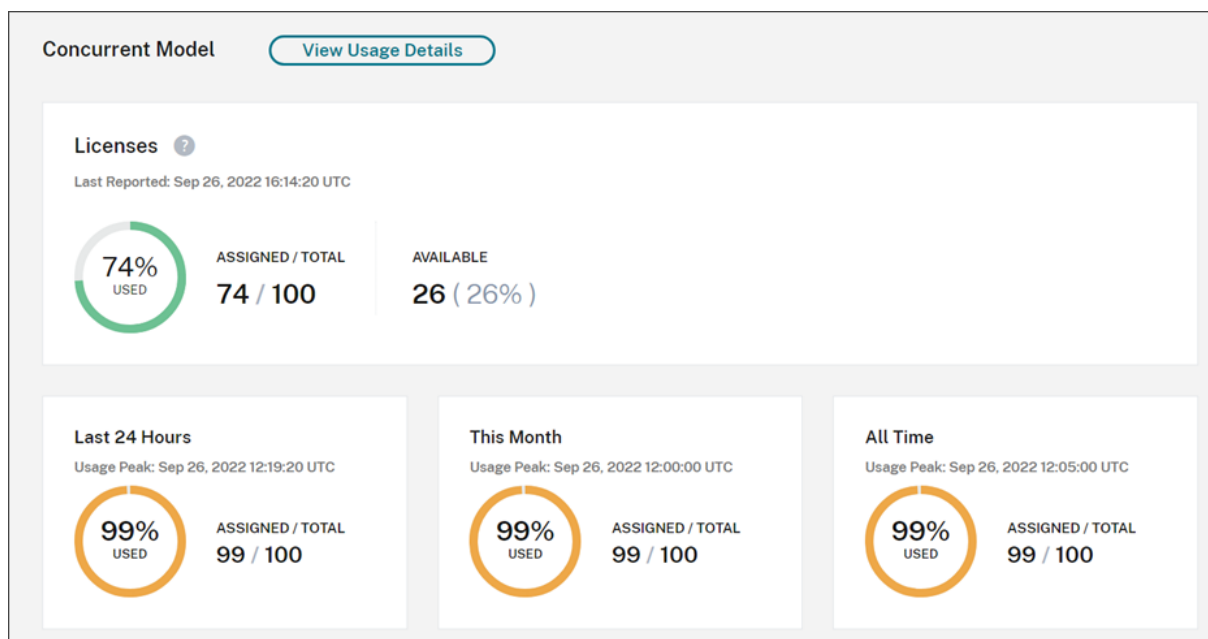 Concurrent Model
View Usage Details
Licenses ?
Last Reported: Sep 26, 2022 16:14:20 UTC
74%
USED
ASSIGNED / TOTAL
74 / 100
AVAILABLE
26 ( 26% )
Last 24 Hours
Usage Peak: Sep 26, 2022 12:19:20 UTC
99%
USED
ASSIGNED / TOTAL
99 / 100
This Month
Usage Peak: Sep 26, 2022 12:00:00 UTC
99%
USED
ASSIGNED / TOTAL
99 / 100
All Time
Usage Peak: Sep 26, 2022 12:05:00 UTC
99%
USED
ASSIGNED / TOTAL
99 / 100